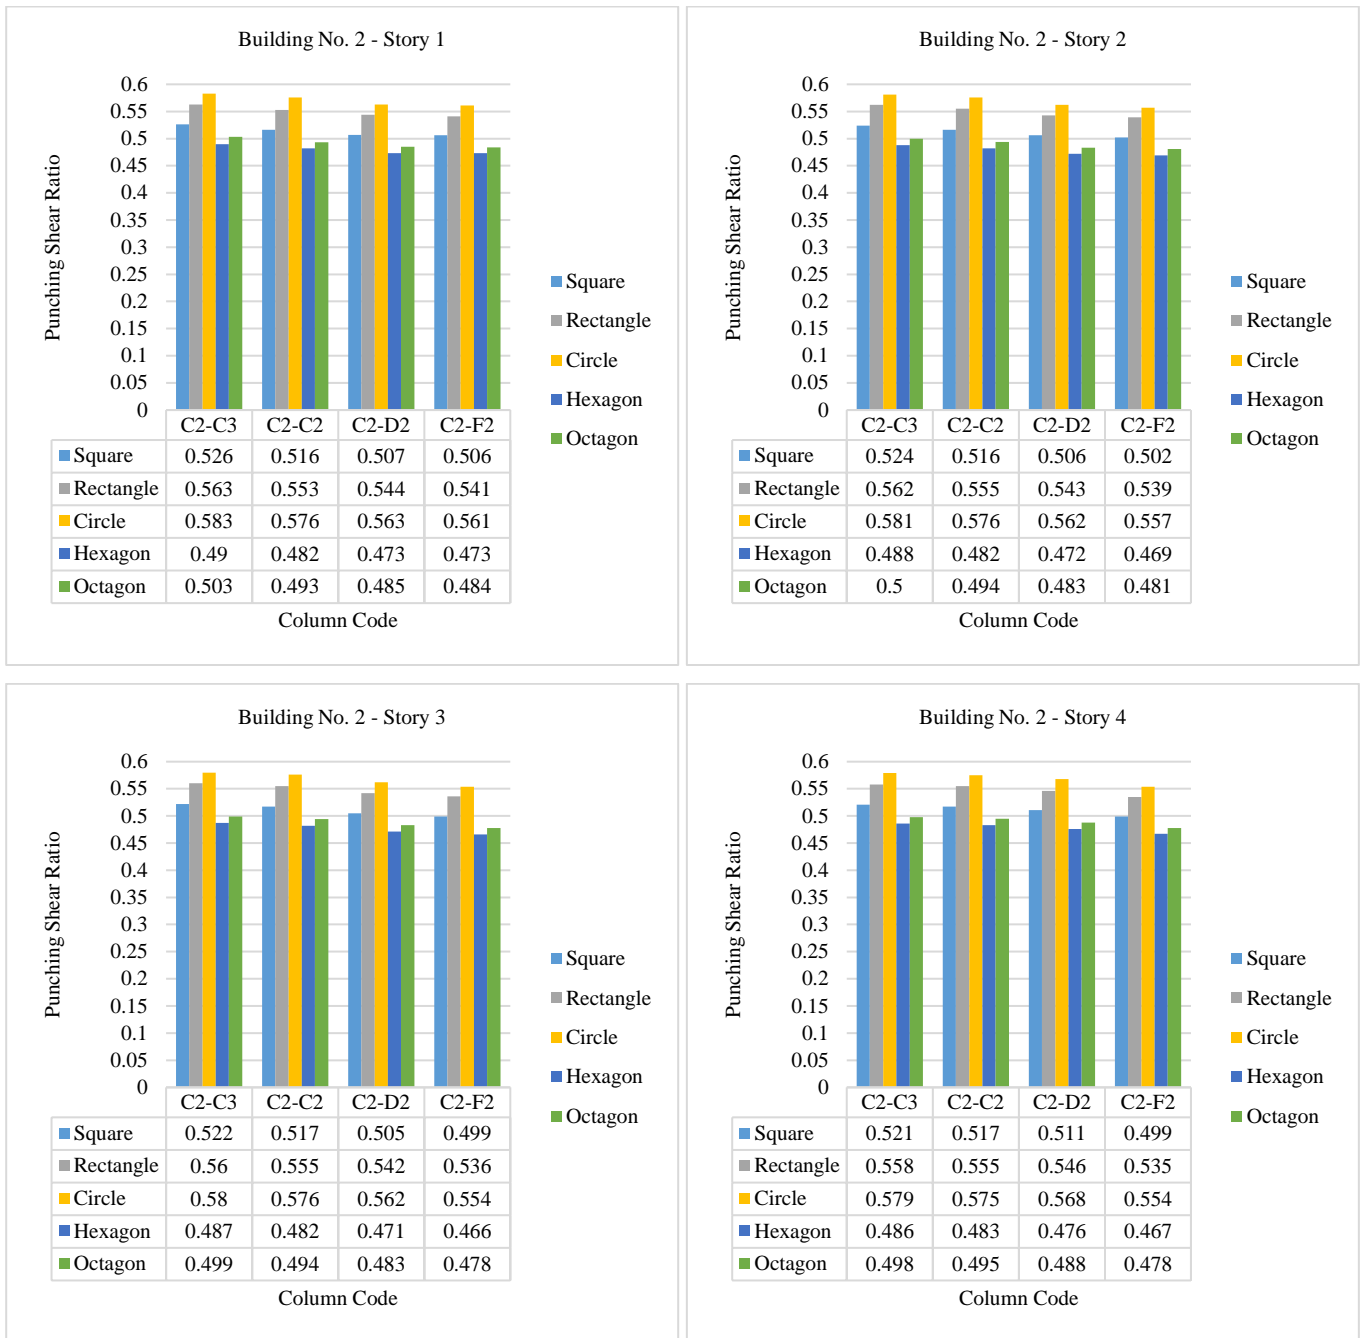 Building No. 2 - Story 1
Punching Shear Ratio
0.6
0.55
0.5
0.45
0.4
0.35
0.3
0.25
0.2
0.15
0.1
0.05
0
C2-C3 C2-C2 C2-D2 C2-F2
Square 0.526 0.516 0.507 0.506
Rectangle 0.563 0.553 0.544 0.541
Circle 0.583 0.576 0.563 0.561
Hexagon 0.49 0.482 0.473 0.473
Octagon 0.503 0.493 0.485 0.484
Column Code
Square
Rectangle
Circle
Hexagon
Octagon
Building No. 2 - Story 2
Punching Shear Ratio
0.6
0.55
0.5
0.45
0.4
0.35
0.3
0.25
0.2
0.15
0.1
0.05
0
C2-C3 C2-C2 C2-D2 C2-F2
Square 0.524 0.516 0.506 0.502
Rectangle 0.562 0.555 0.543 0.539
Circle 0.581 0.576 0.562 0.557
Hexagon 0.488 0.482 0.472 0.469
Octagon 0.5 0.494 0.483 0.481
Column Code
Square
Rectangle
Circle
Hexagon
Octagon
Building No. 2 - Story 3
Punching Shear Ratio
0.6
0.55
0.5
0.45
0.4
0.35
0.3
0.25
0.2
0.15
0.1
0.05
0
C2-C3 C2-C2 C2-D2 C2-F2
Square 0.522 0.517 0.505 0.499
Rectangle 0.56 0.555 0.542 0.536
Circle 0.58 0.576 0.562 0.554
Hexagon 0.487 0.482 0.471 0.466
Octagon 0.499 0.494 0.483 0.478
Column Code
Square
Rectangle
Circle
Hexagon
Octagon
Building No. 2 - Story 4
Punching Shear Ratio
0.6
0.55
0.5
0.45
0.4
0.35
0.3
0.25
0.2
0.15
0.1
0.05
0
C2-C3 C2-C2 C2-D2 C2-F2
Square 0.521 0.517 0.511 0.499
Rectangle 0.558 0.555 0.546 0.535
Circle 0.579 0.575 0.568 0.554
Hexagon 0.486 0.483 0.476 0.467
Octagon 0.498 0.495 0.488 0.478
Column Code
Square
Rectangle
Circle
Hexagon
Octagon